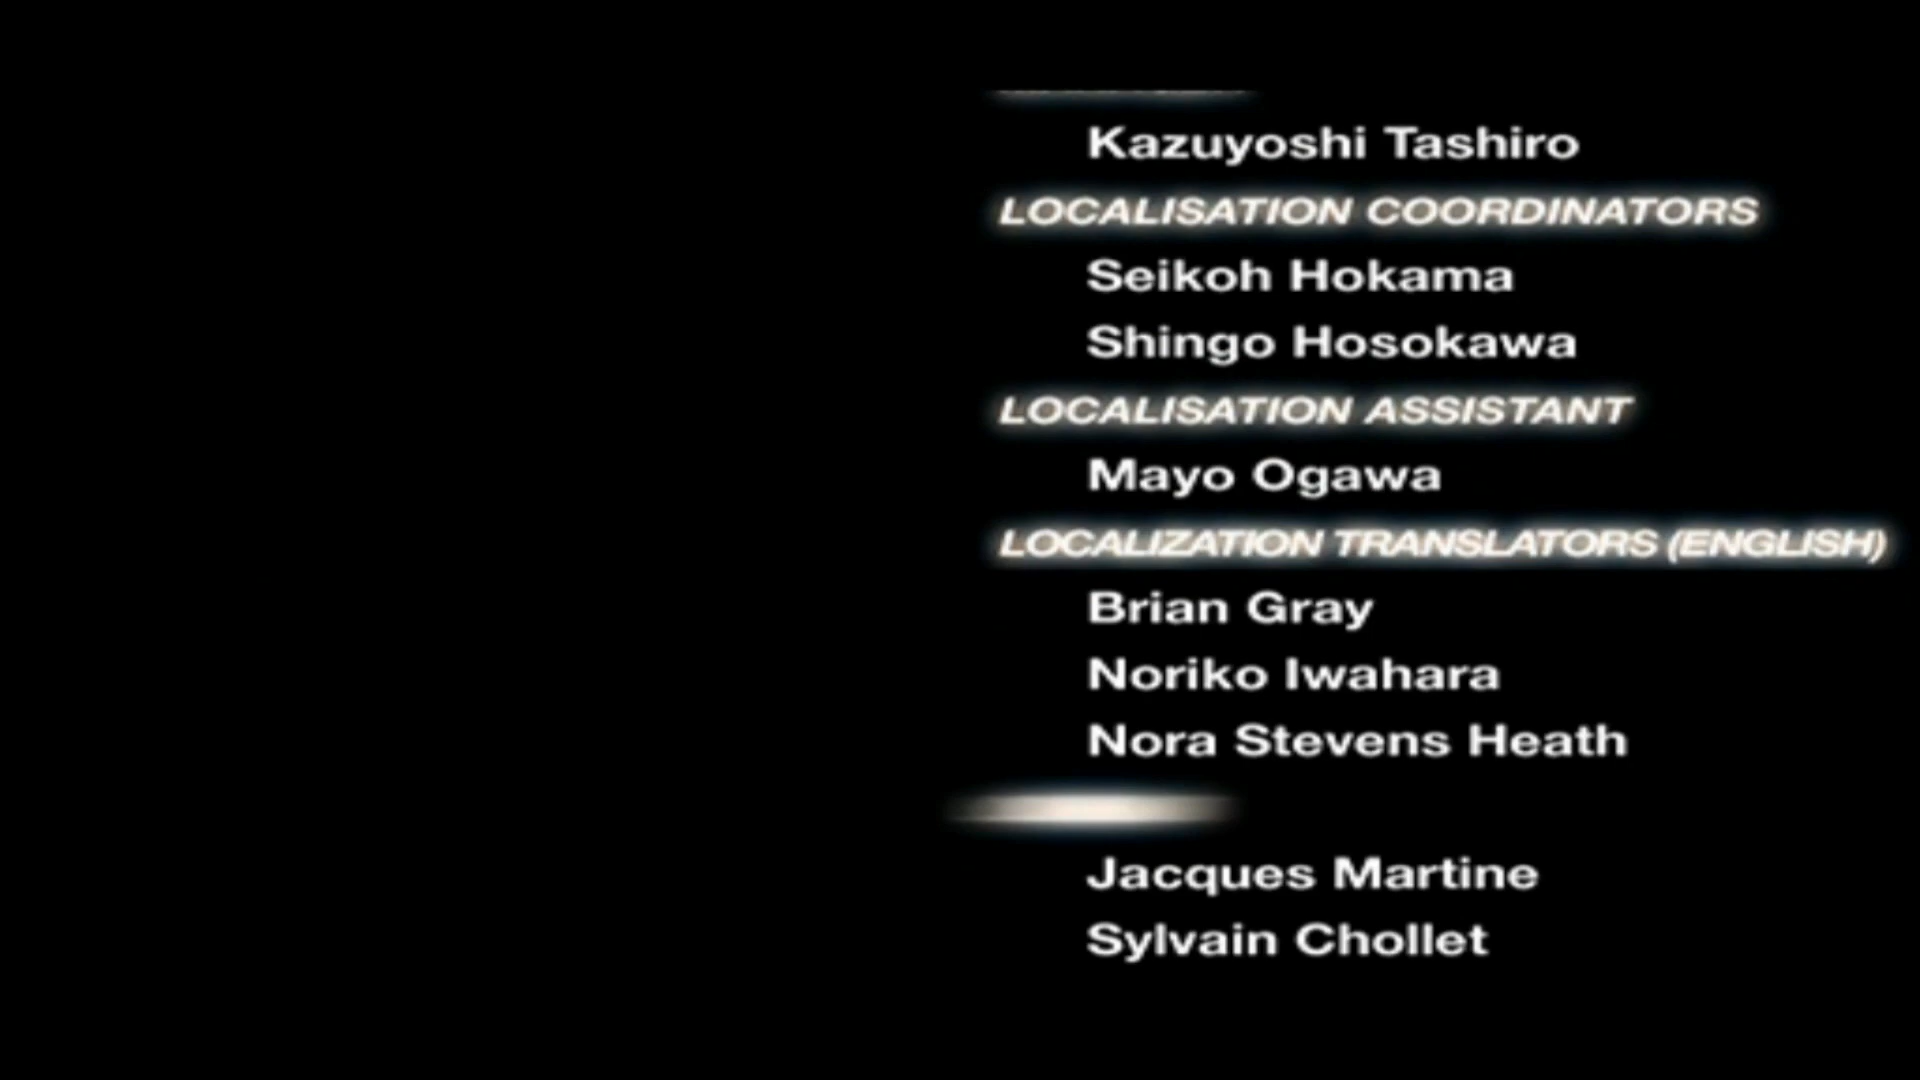 Kazuyoshi Tashiro
LOCALISATION COORDINATORS
Seikoh Hokama
Shingo Hosokawa
LOCALISATION ASSISTANT
Mayo Ogawa
LOCALIZATION TRANSLATORS (ENGLISH)
Brian Gray
Noriko Iwahara
Nora Stevens Heath
Jacques Martine
Sylvain Chollet